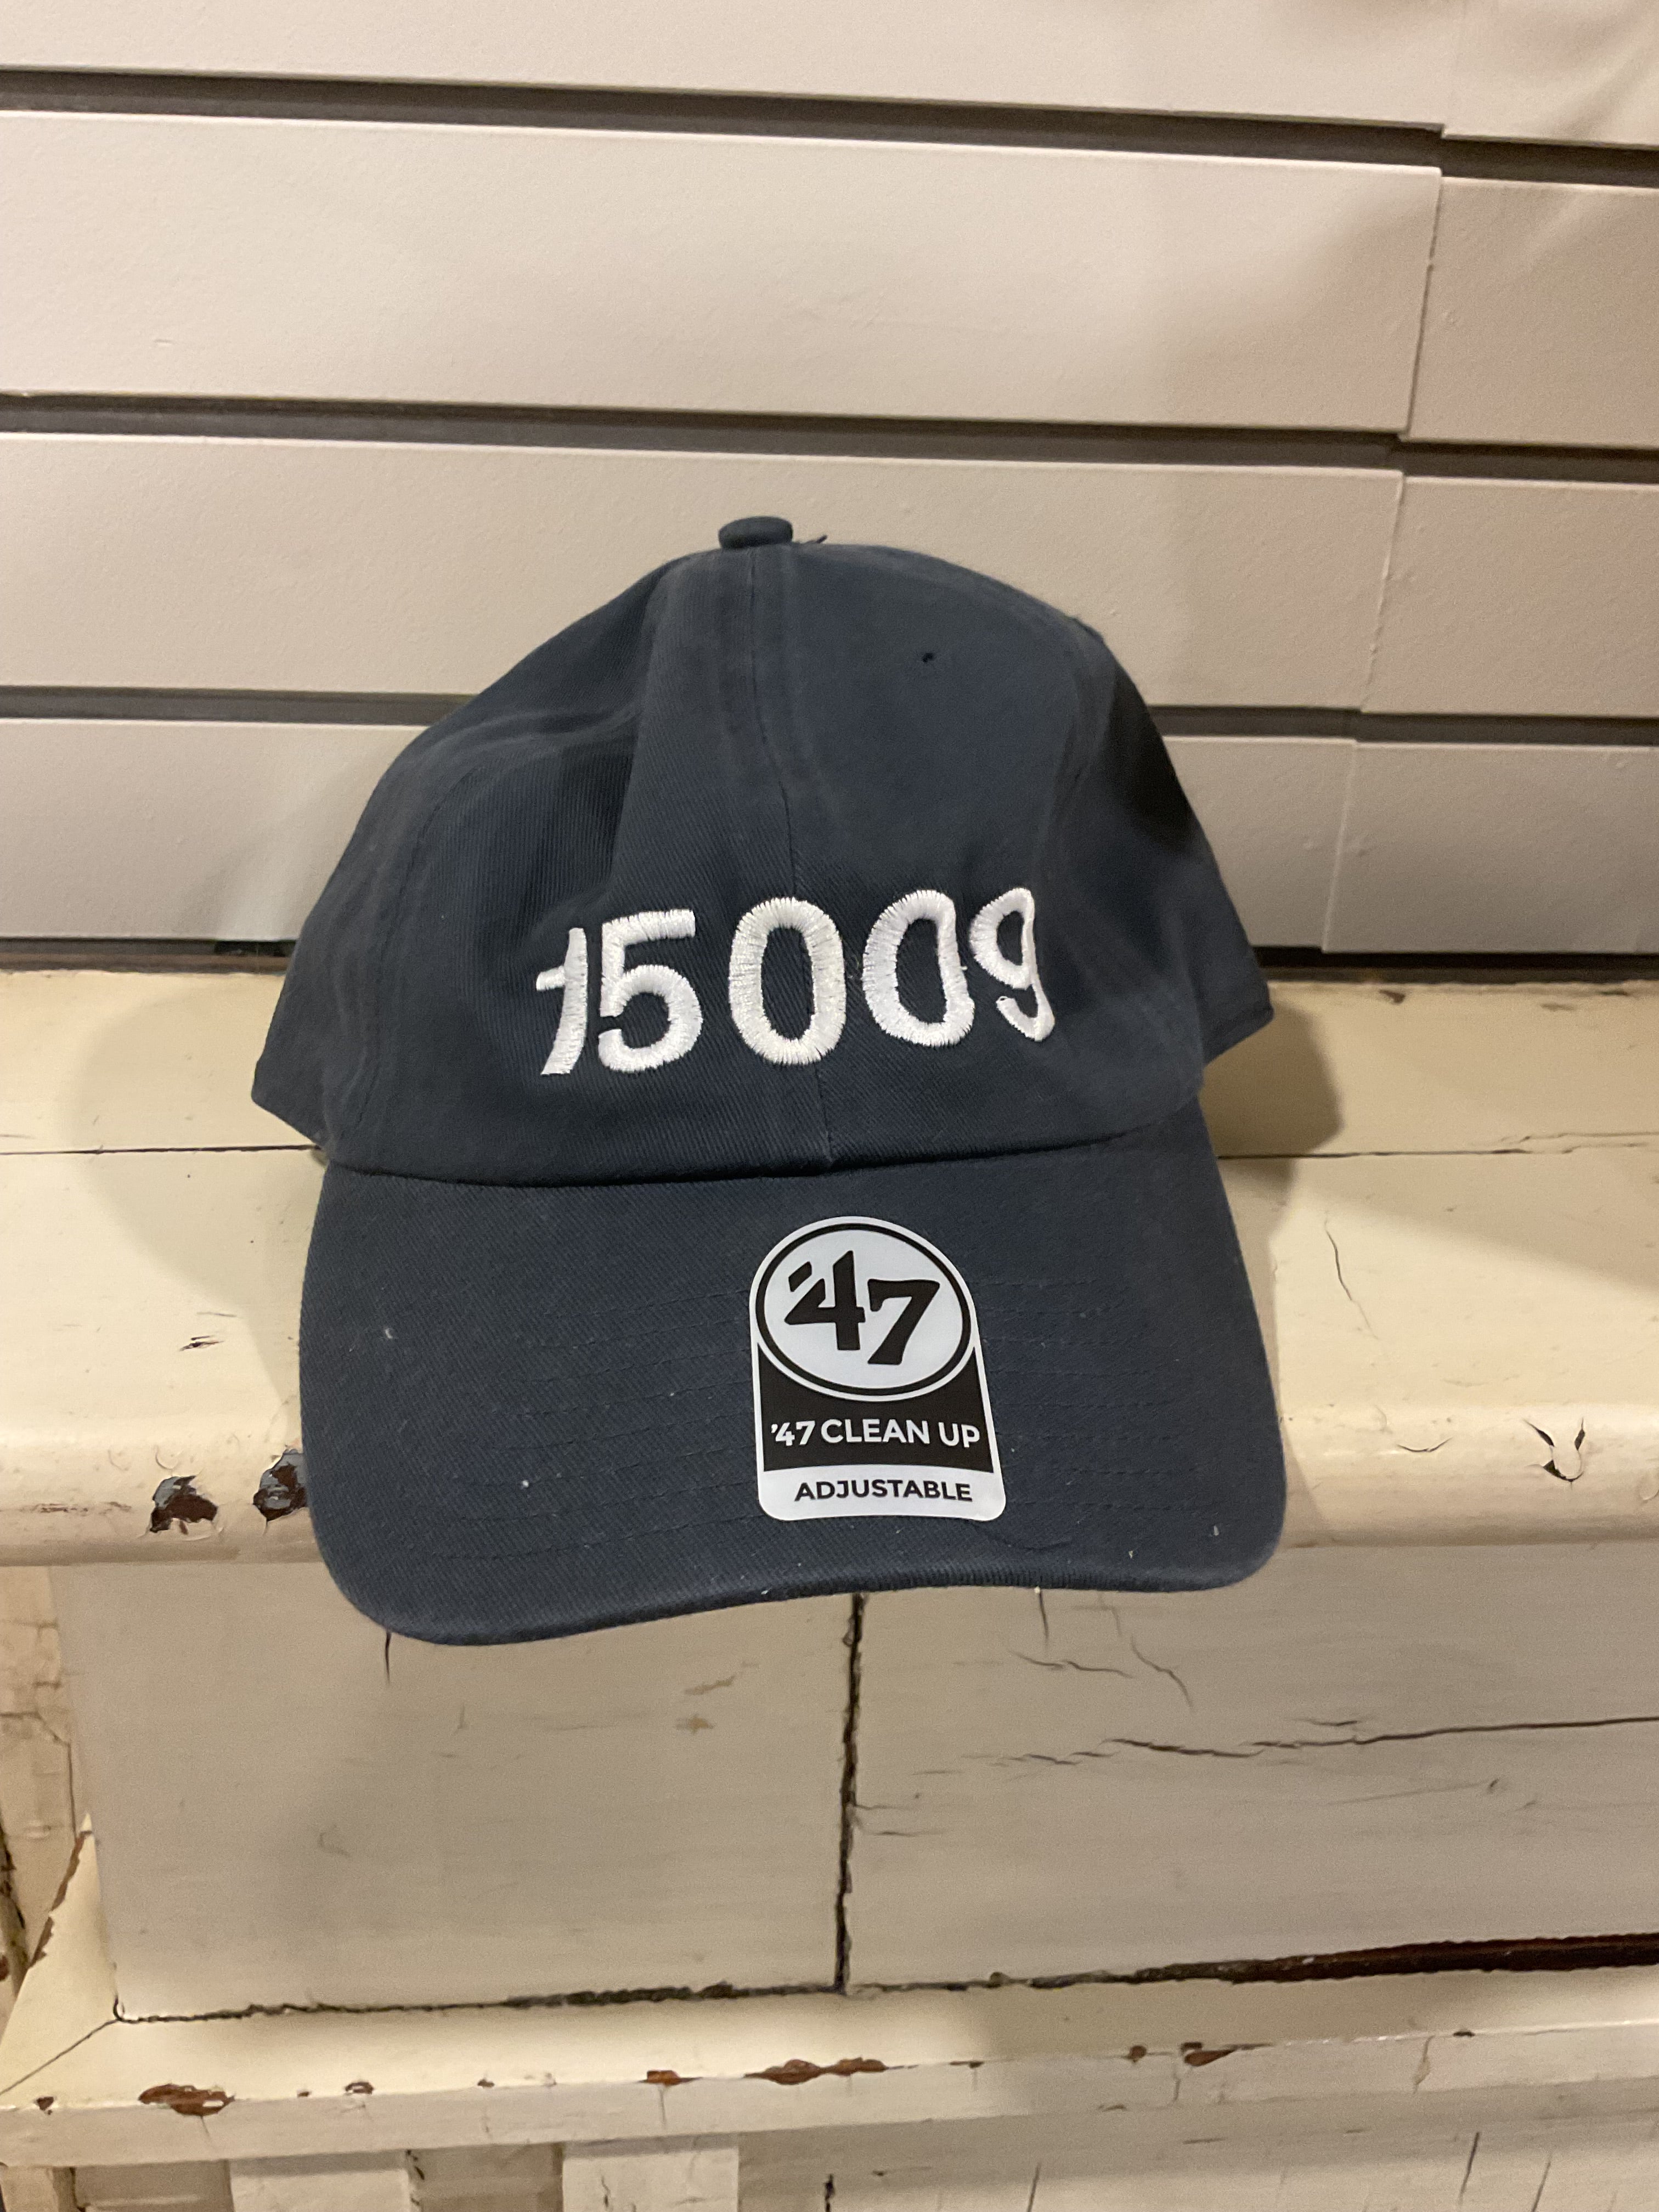 15009
'47
'47 CLEAN UP
ADJUSTABLE